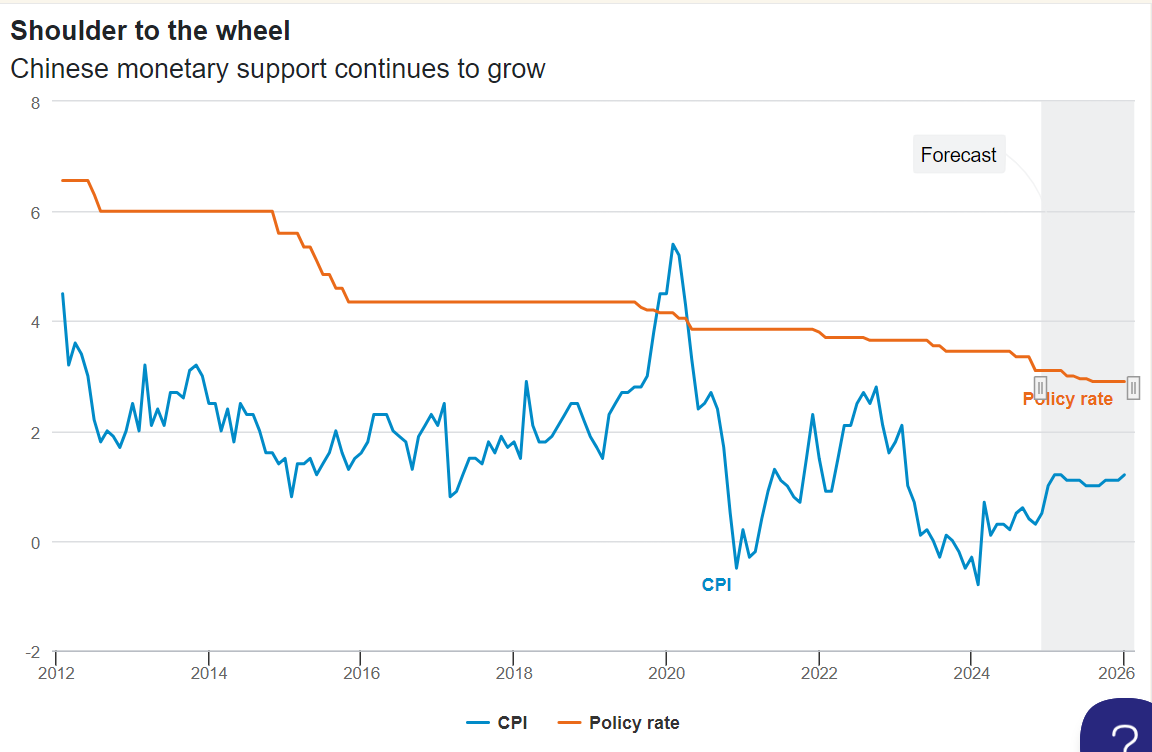 Shoulder to the wheel
Chinese monetary support continues to grow
8
Forecast
6
4
Policy rate
2
0
CPI
-2
2012 2014 2016 2018 2020 2022 2024 2026
CPI Policy rate
?